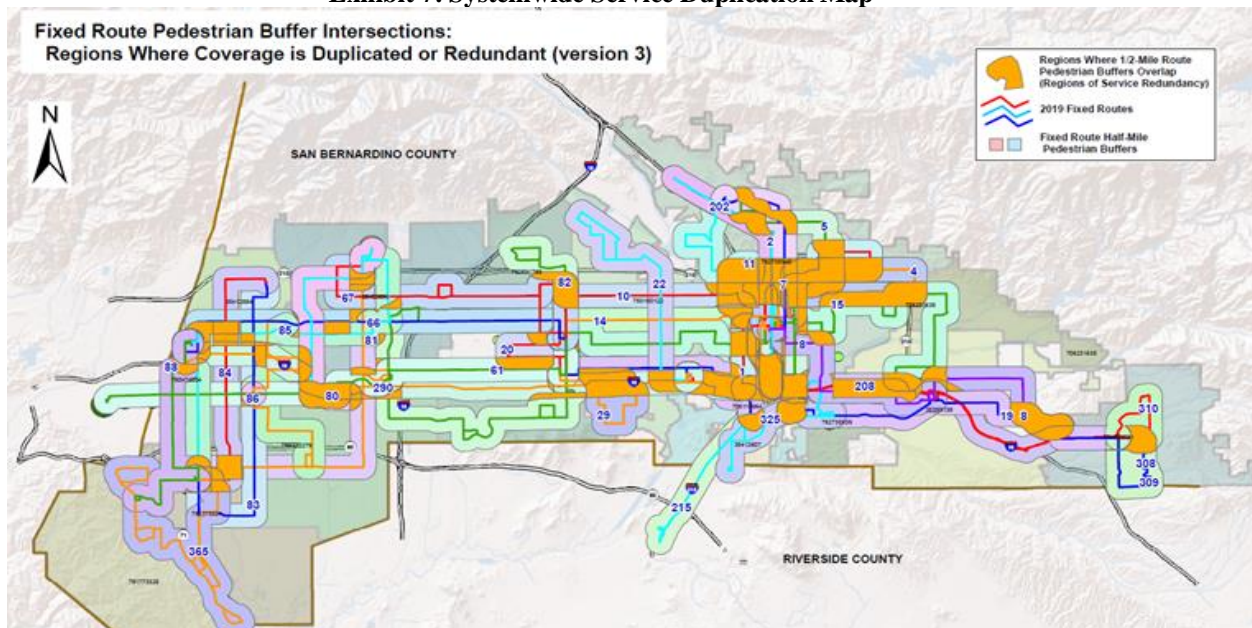 Exhibit 7. Systemwide Service Duplication Map
Fixed Route Pedestrian Buffer Intersections:
Regions Where Coverage is Duplicated or Redundant (version 3)
Regions Where 1/2-Mile Route
Pedestrian Buffers Overlap
(Regions of Service Redundancy)
2019 Fixed Routes
Fixed Route Half-Mile
Pedestrian Buffers
N
SAN BERNARDINO COUNTY
202
5
2
11
4
7
67
82
22
10
15
66
85
14
81
8
20
61
88
84
1
86
80
290
208
29
325
19
8
310
308
309
83
215
365
RIVERSIDE COUNTY